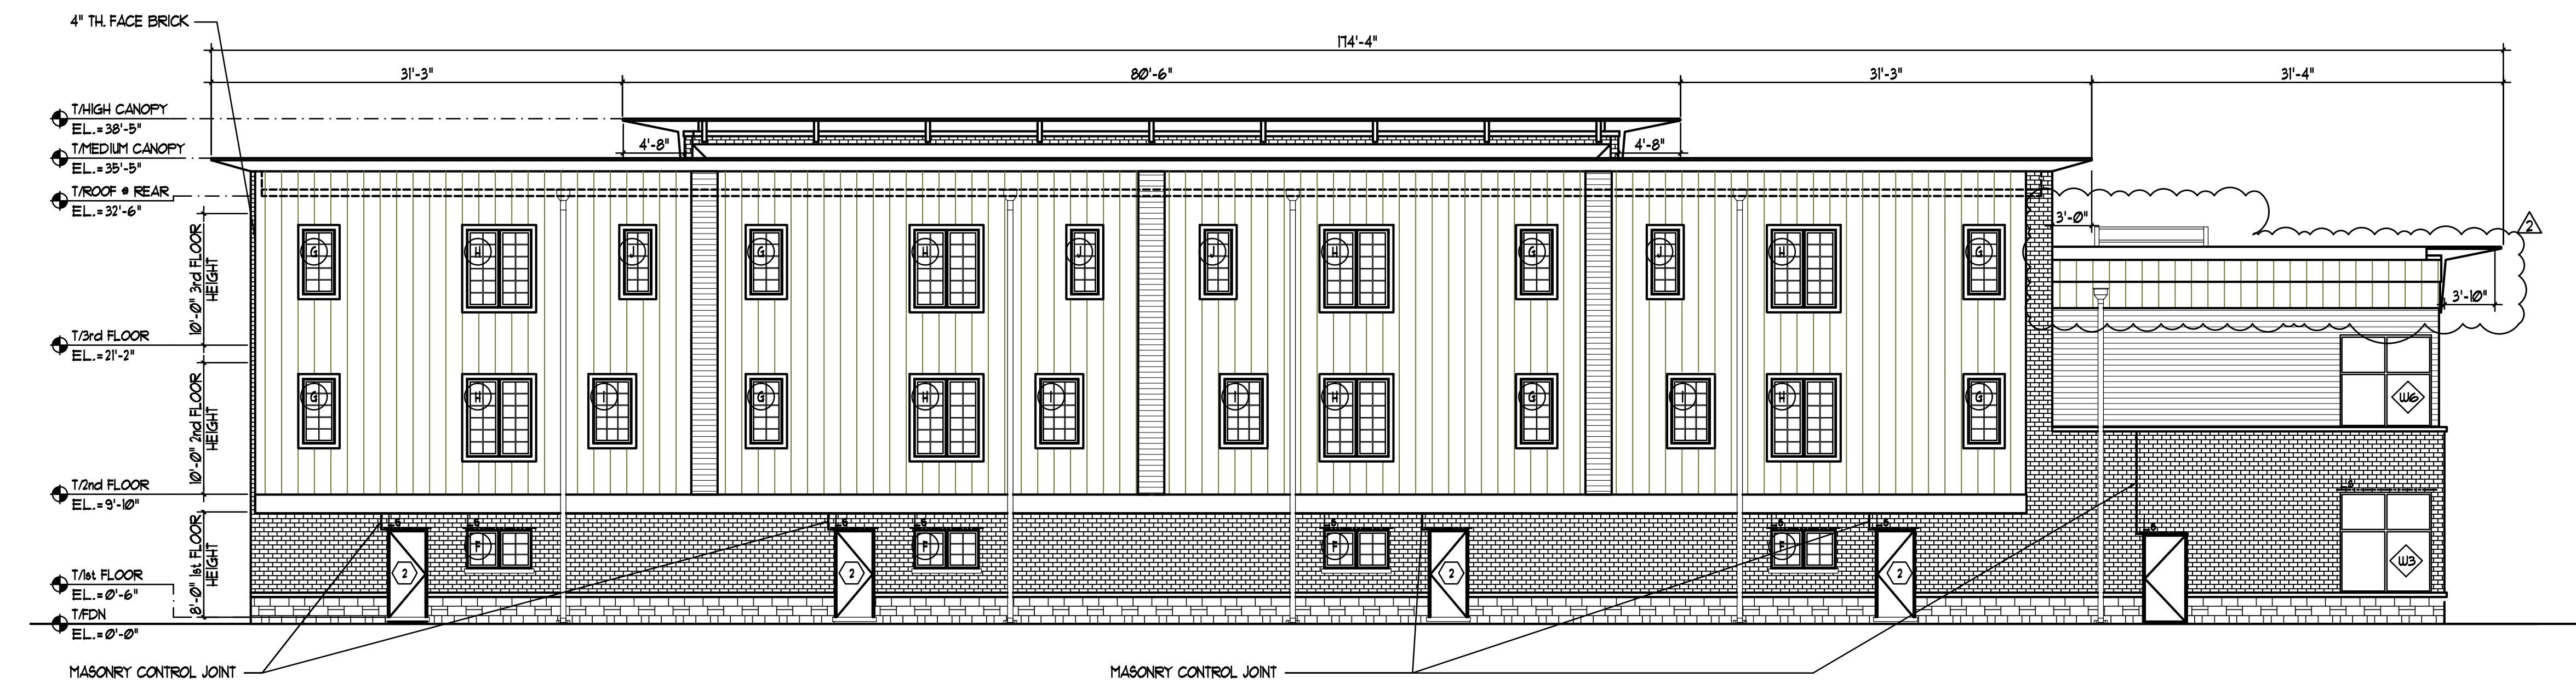 4" TH. FACE BRICK
174'-4"
31'-3"
80'-6"
31'-3"
31'-4"
T/HIGH CANOPY
EL.=38'-5"
T/MEDIUM CANOPY
EL.=35'-5"
4'-8"
4'-8"
T/ROOF @ REAR
EL.=32'-6"
3'-0"
2
10'-0" 3rd FLOOR
HEIGHT
G
H
J
G
H
J
J
H
G
J
H
G
3'-10"
T/3rd FLOOR
EL.=21'-2"
10'-0" 2nd FLOOR
HEIGHT
G
H
I
G
H
I
I
H
G
I
H
G
W6
T/2nd FLOOR
EL.=9'-10"
8'-0" 1st FLOOR
HEIGHT
F
F
F
F
2
2
2
2
W3
T/1st FLOOR
EL.=0'-6"
T/FDN
EL.=0'-0"
MASONRY CONTROL JOINT
MASONRY CONTROL JOINT